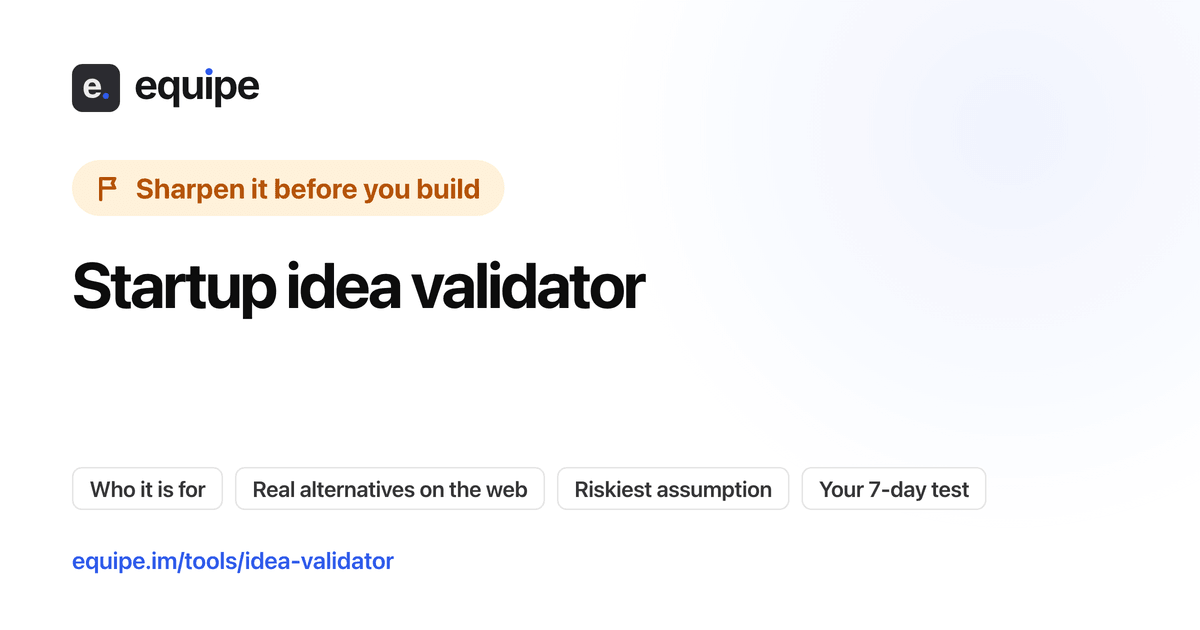 e.
equipe
Sharpen it before you build
Startup idea validator
Who it is for
Real alternatives on the web
Riskiest assumption
Your 7-day test
equipe.im/tools/idea-validator